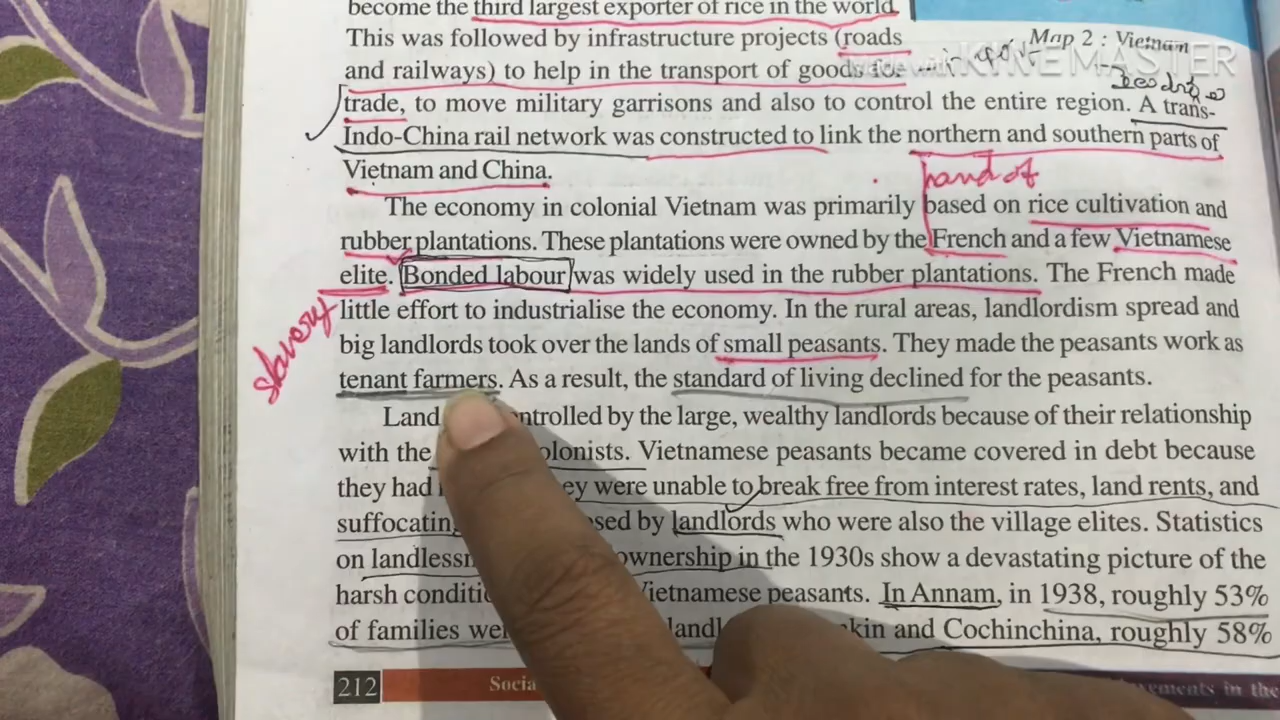 become the third largest exporter of rice in the world
This was followed by infrastructure projects (roads
Map 2 : Vietnam
KINEMASTER
and railways) to help in the transport of goods for
trade, to move military garrisons and also to control the entire region. A trans-
Indo-China rail network was constructed to link the northern and southern parts of
Vietnam and China.
hand of
The economy in colonial Vietnam was primarily based on rice cultivation and
rubber plantations. These plantations were owned by the French and a few Vietnamese
elite. Bonded labour was widely used in the rubber plantations. The French made
slavery
little effort to industrialise the economy. In the rural areas, landlordism spread and
big landlords took over the lands of small peasants. They made the peasants work as
tenant farmers. As a result, the standard of living declined for the peasants.
Land ntrolled by the large, wealthy landlords because of their relationship
with the olonists. Vietnamese peasants became covered in debt because
they had ey were unable to break free from interest rates, land rents, and
suffocating sed by landlords who were also the village elites. Statistics
on landlessn ownership in the 1930s show a devastating picture of the
harsh conditi Vietnamese peasants. In Annam, in 1938, roughly 53%
of families wer landl kin and Cochinchina, roughly 58%
212 Socia ements in the